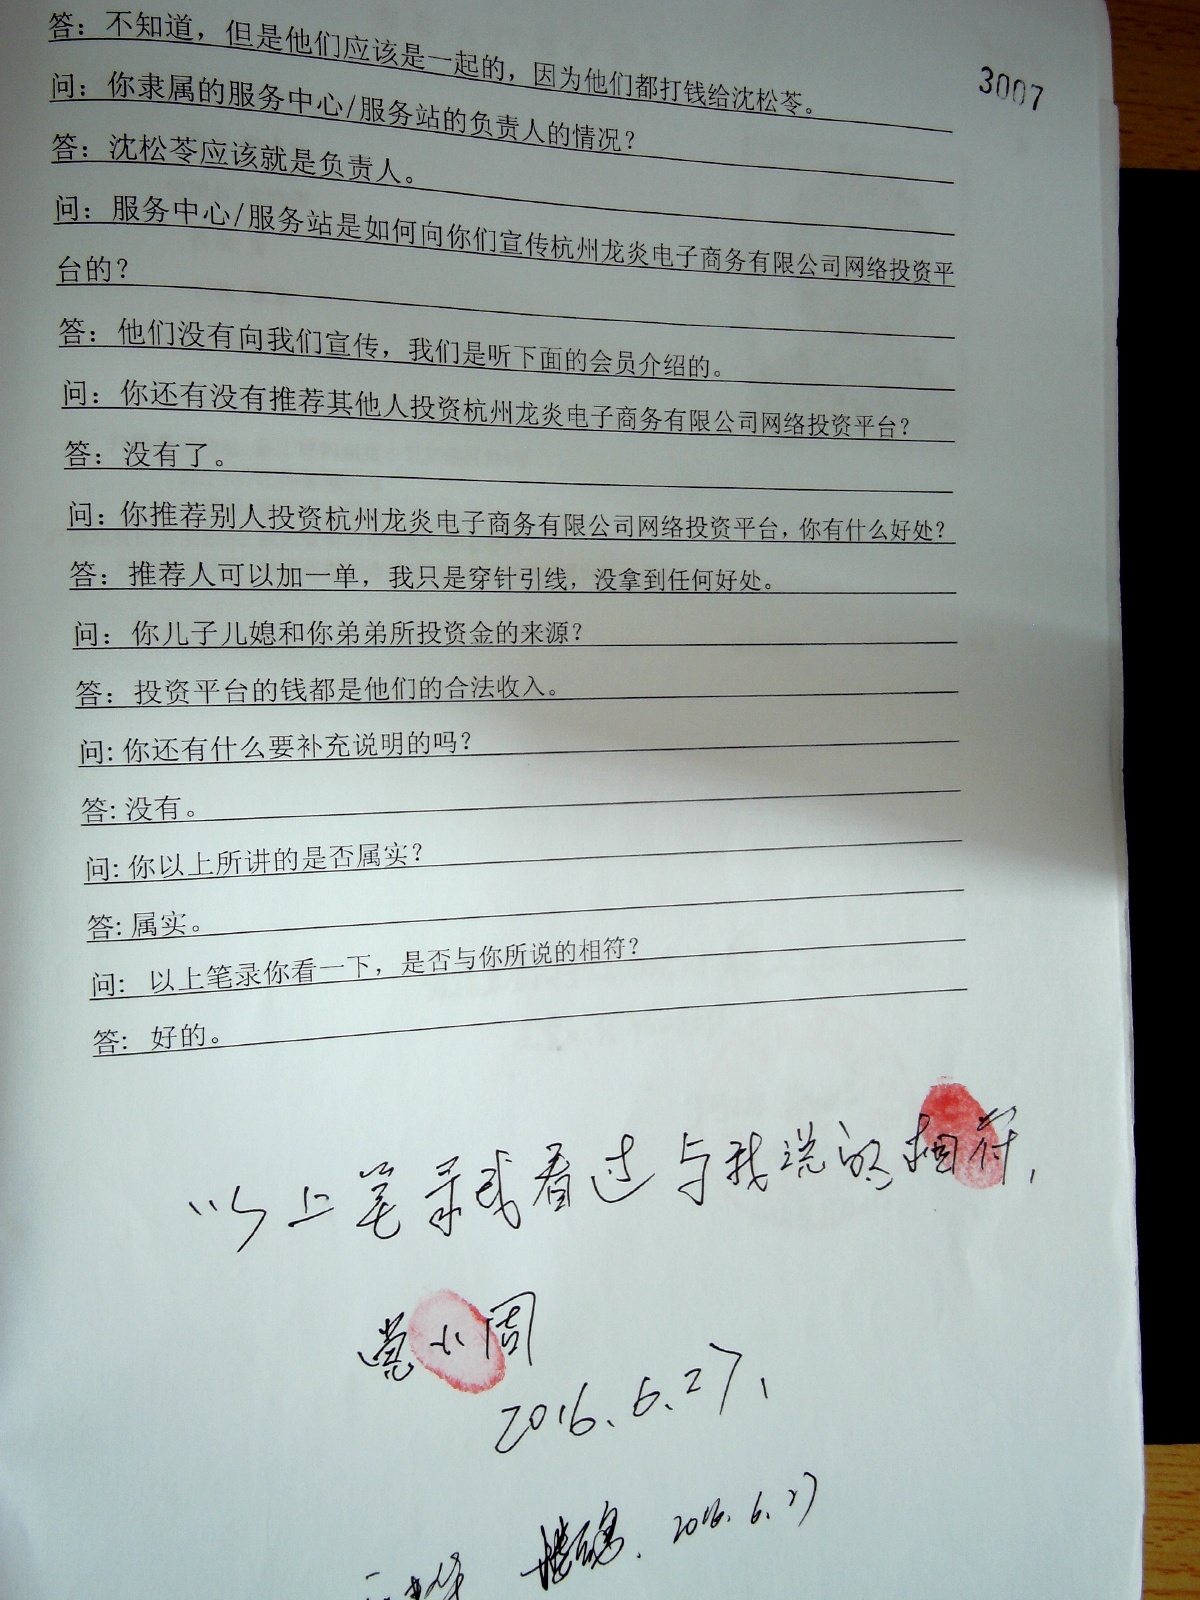 3007
答：不知道，但是他们应该是一起的，因为他们都打钱给沈松苓。
问：你隶属的服务中心/服务站的负责人的情况？
答：沈松苓应该就是负责人。
问：服务中心/服务站是如何向你们宣传杭州龙炎电子商务有限公司网络投资平
台的？
答：他们没有向我们宣传，我们是听下面的会员介绍的。
问：你还有没有推荐其他人投资杭州龙炎电子商务有限公司网络投资平台？
答：没有了。
问：你推荐别人投资杭州龙炎电子商务有限公司网络投资平台，你有什么好处？
答：推荐人可以加一单，我只是穿针引线，没拿到任何好处。
问：你儿子儿媳和你弟弟所投资金的来源？
答：投资平台的钱都是他们的合法收入。
问：你还有什么要补充说明的吗？
答：没有。
问：你以上所讲的是否属实？
答：属实。
问：以上笔录你看一下，是否与你所说的相符？
答：好的。
以上笔录我看过与我说的相符，
小周
2016.6.27
2016.6.27